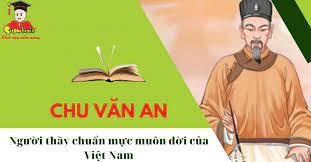 CHU VĂN AN
Người thầy chuẩn mực muôn đời của
Việt Nam